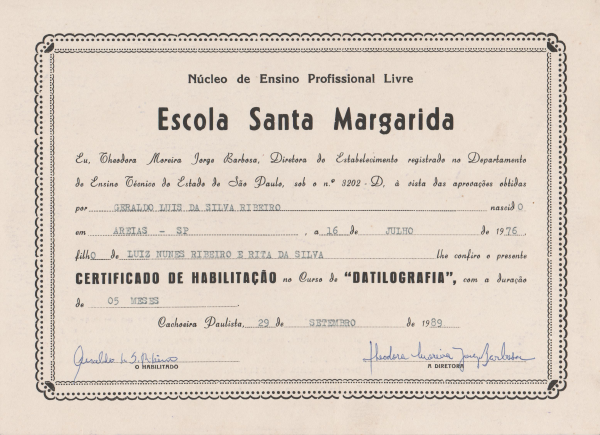 Núcleo de Ensino Profissional Livre
Escola Santa Margarida
Eu, Theodora Moreira Jorge Barbosa, Diretora do Estabelecimento registrado no Departamento
de Ensino Técnico do Estado de São Paulo, sob o n.º 3202 - D, à vista das aprovações obtidas
por GERALDO LUIS DA SILVA RIBEIRO nascidO
em AREIAS - SP , a 16 de JULHO de 1976,
filhO de LUIZ NUNES RIBEIRO E RITA DA SILVA lhe confiro o presente
CERTIFICADO DE HABILITAÇÃO no Curso de "DATILOGRAFIA", com a duração
de 05 MESES.
Cachoeira Paulista, 29 de SETEMBRO de 1989
Geraldo L. S. Ribeiro Theodora Moreira Jorge Barbosa
O HABILITADO A DIRETORA